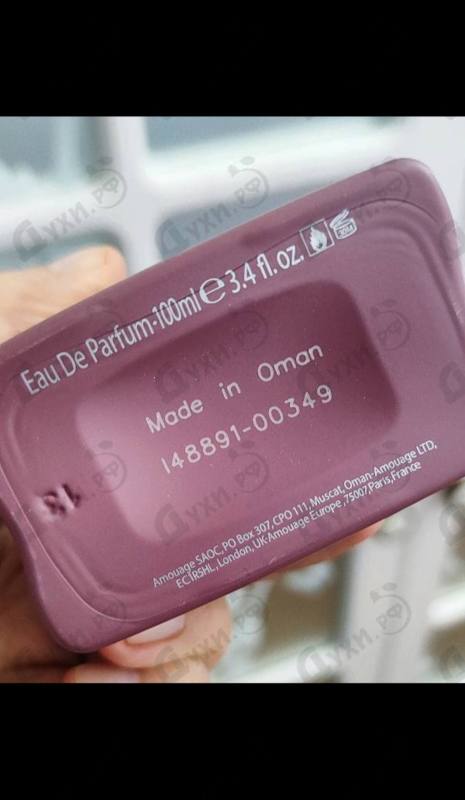 Eau De Parfum-100ml ℮ 3.4 fl.oz.
Made in Oman
148891-00349
13
Amouage SAOC, PO Box 307, CPO 111, Muscat, Oman-Amouage LTD,
EC1R5HL, London, UK Amouage Europe, 75007, Paris, France
Духи.рф